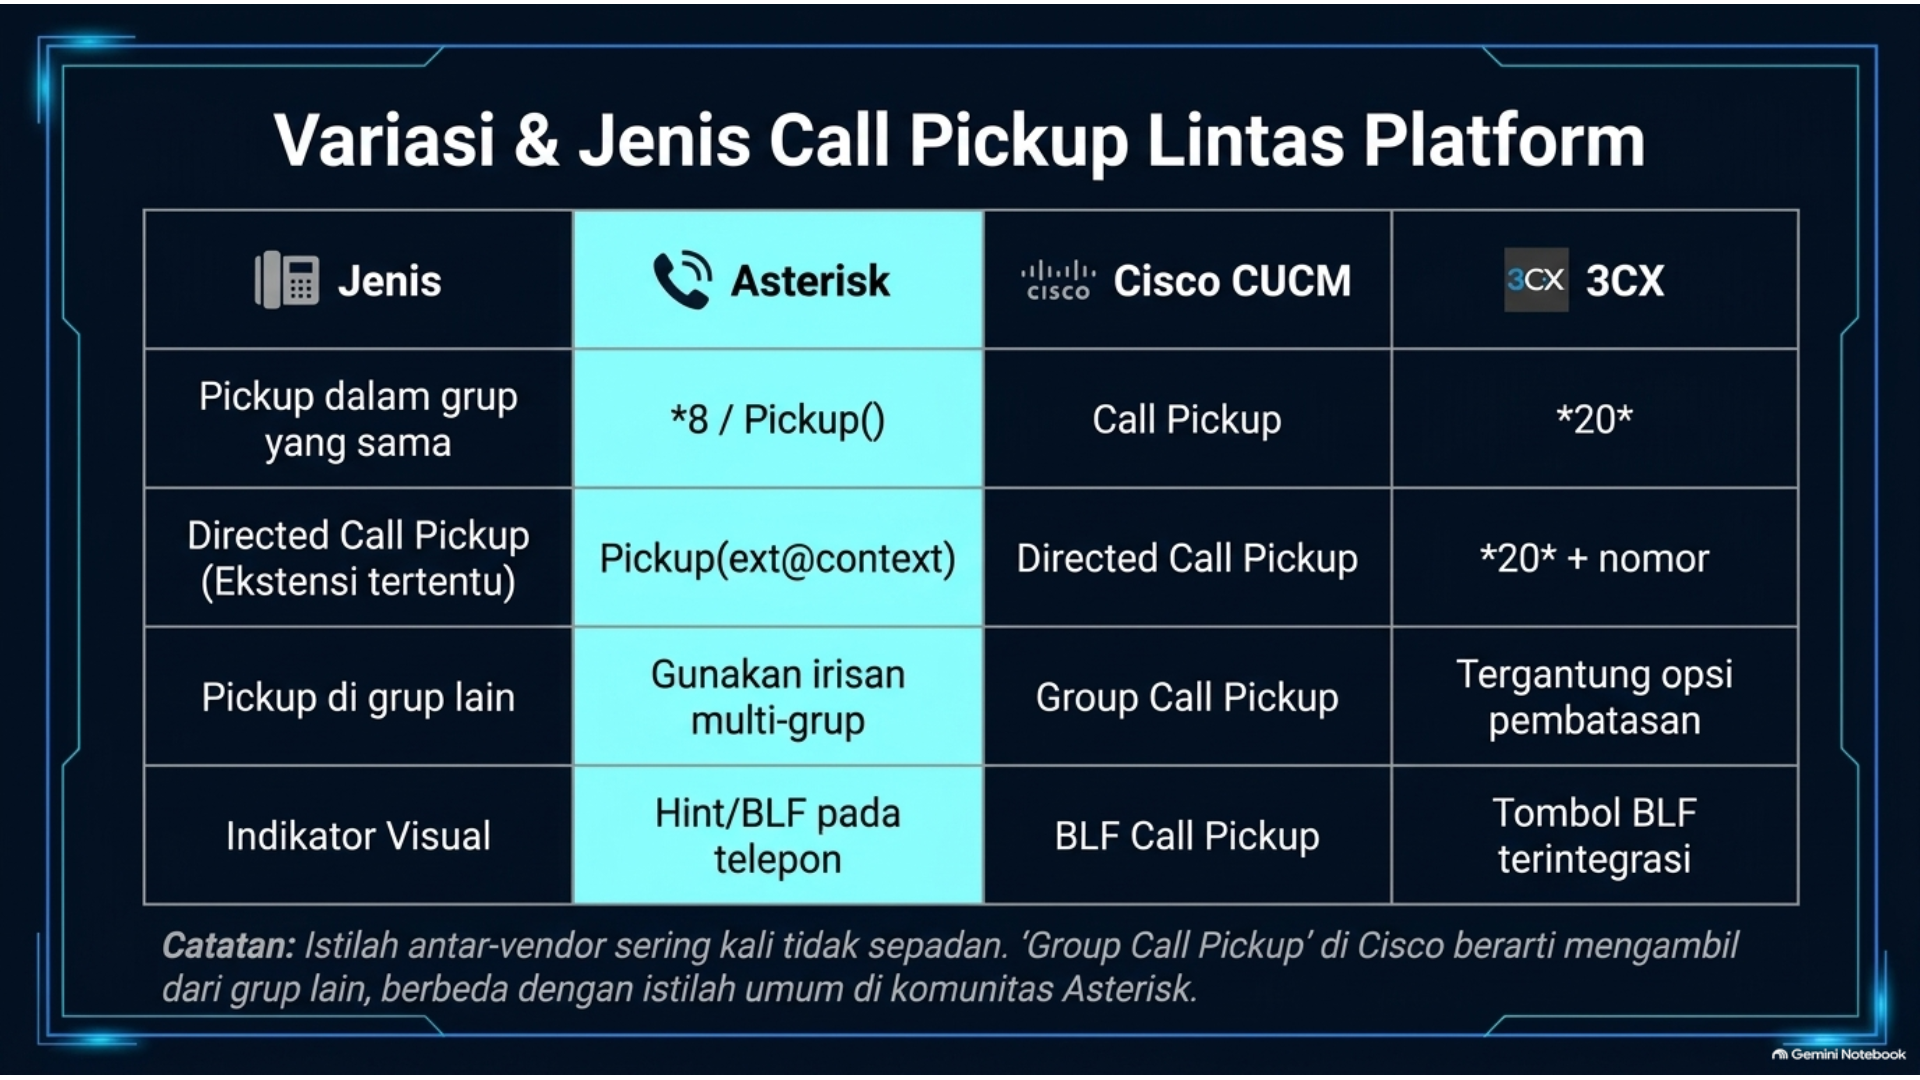 Variasi & Jenis Call Pickup Lintas Platform
Jenis
Asterisk
CISCO
Cisco CUCM
3CX
3CX
Pickup dalam grup
yang sama
*8 / Pickup()
Call Pickup
*20*
Directed Call Pickup
(Ekstensi tertentu)
Pickup(ext@context)
Directed Call Pickup
*20* + nomor
Pickup di grup lain
Gunakan irisan
multi-grup
Group Call Pickup
Tergantung opsi
pembatasan
Indikator Visual
Hint/BLF pada
telepon
BLF Call Pickup
Tombol BLF
terintegrasi
Catatan: Istilah antar-vendor sering kali tidak sepadan. ‘Group Call Pickup’ di Cisco berarti mengambil
dari grup lain, berbeda dengan istilah umum di komunitas Asterisk.
Gemini Notebook